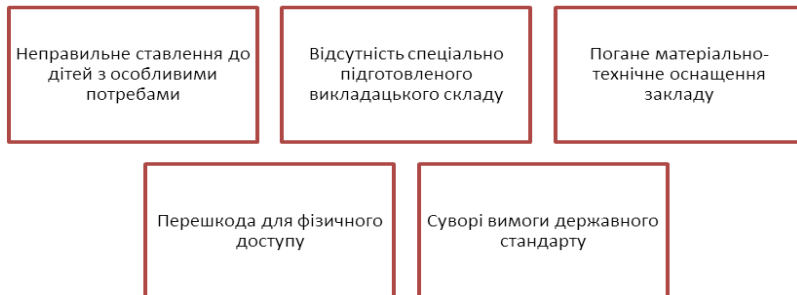 Неправильне ставлення до
дітей з особливими
потребами
Відсутність спеціально
підготовленого
викладацького складу
Погане матеріально-
технічне оснащення
закладу
Перешкода для фізичного
доступу
Суворі вимоги державного
стандарту